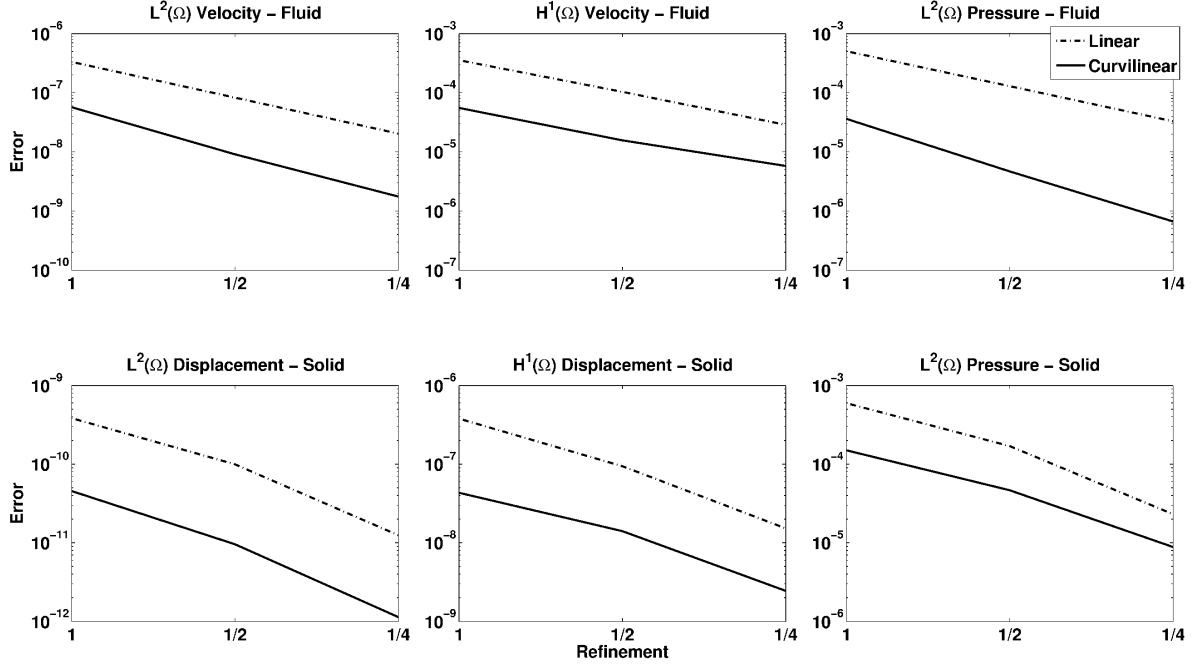 L²(Ω) Velocity – Fluid
H¹(Ω) Velocity – Fluid
L²(Ω) Pressure – Fluid
Linear
Curvilinear
Error
10⁻⁶
10⁻⁷
10⁻⁸
10⁻⁹
10⁻¹⁰
1 1/2 1/4
10⁻³
10⁻⁴
10⁻⁵
10⁻⁶
10⁻⁷
1 1/2 1/4
10⁻³
10⁻⁴
10⁻⁵
10⁻⁶
10⁻⁷
1 1/2 1/4
L²(Ω) Displacement – Solid
H¹(Ω) Displacement – Solid
L²(Ω) Pressure – Solid
Error
10⁻⁹
10⁻¹⁰
10⁻¹¹
10⁻¹²
1 1/2 1/4
10⁻⁶
10⁻⁷
10⁻⁸
10⁻⁹
1 1/2 1/4
10⁻³
10⁻⁴
10⁻⁵
10⁻⁶
1 1/2 1/4
Refinement